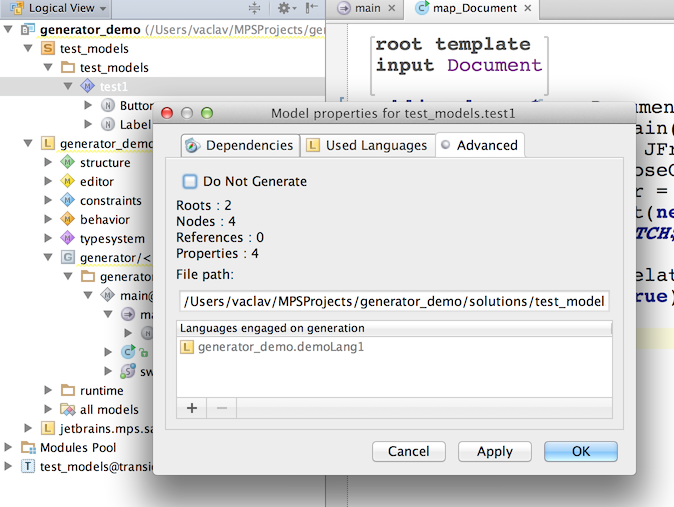 Logical View
main
map_Document
generator_demo (/Users/vaclav/MPSProjects/ge
test_models
test_models
test1
Button
Label
generator_demo
structure
editor
constraints
behavior
typesystem
generator/<
generator
main@
ma
m
sw
runtime
all models
jetbrains.mps.sa
Modules Pool
test_models@transie
root template
input Document
Model properties for test_models.test1
Dependencies
Used Languages
Advanced
Do Not Generate
Roots : 2
Nodes : 4
References : 0
Properties : 4
File path:
/Users/vaclav/MPSProjects/generator_demo/solutions/test_model
Languages engaged on generation
generator_demo.demoLang1
Cancel
Apply
OK
ocumen
ain(
JFr
oseO
r =
t(ne
TCH$
elat
rue)